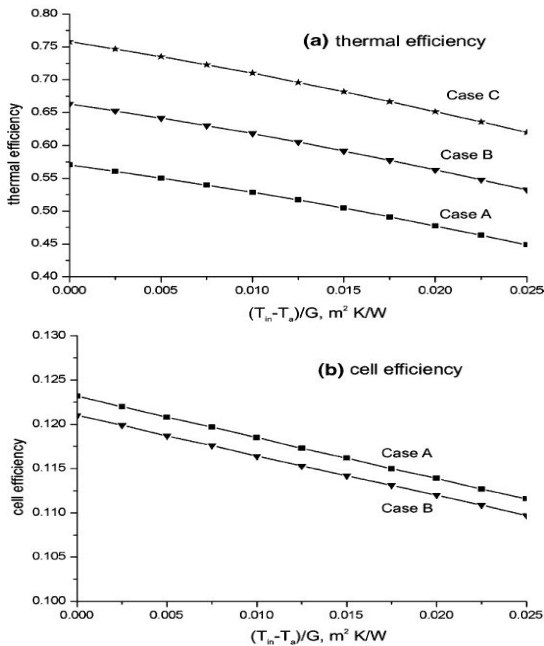 0.80
(a) thermal efficiency
0.75
0.70
Case C
0.65
0.60
Case B
0.55
Case A
0.50
0.45
0.40
thermal efficiency
0.000 0.005 0.010 0.015 0.020 0.025
(T_in-T_a)/G, m² K/W
0.130
(b) cell efficiency
0.125
0.120
Case A
0.115
Case B
0.110
0.105
0.100
cell efficiency
0.000 0.005 0.010 0.015 0.020 0.025
(T_in-T_a)/G, m² K/W